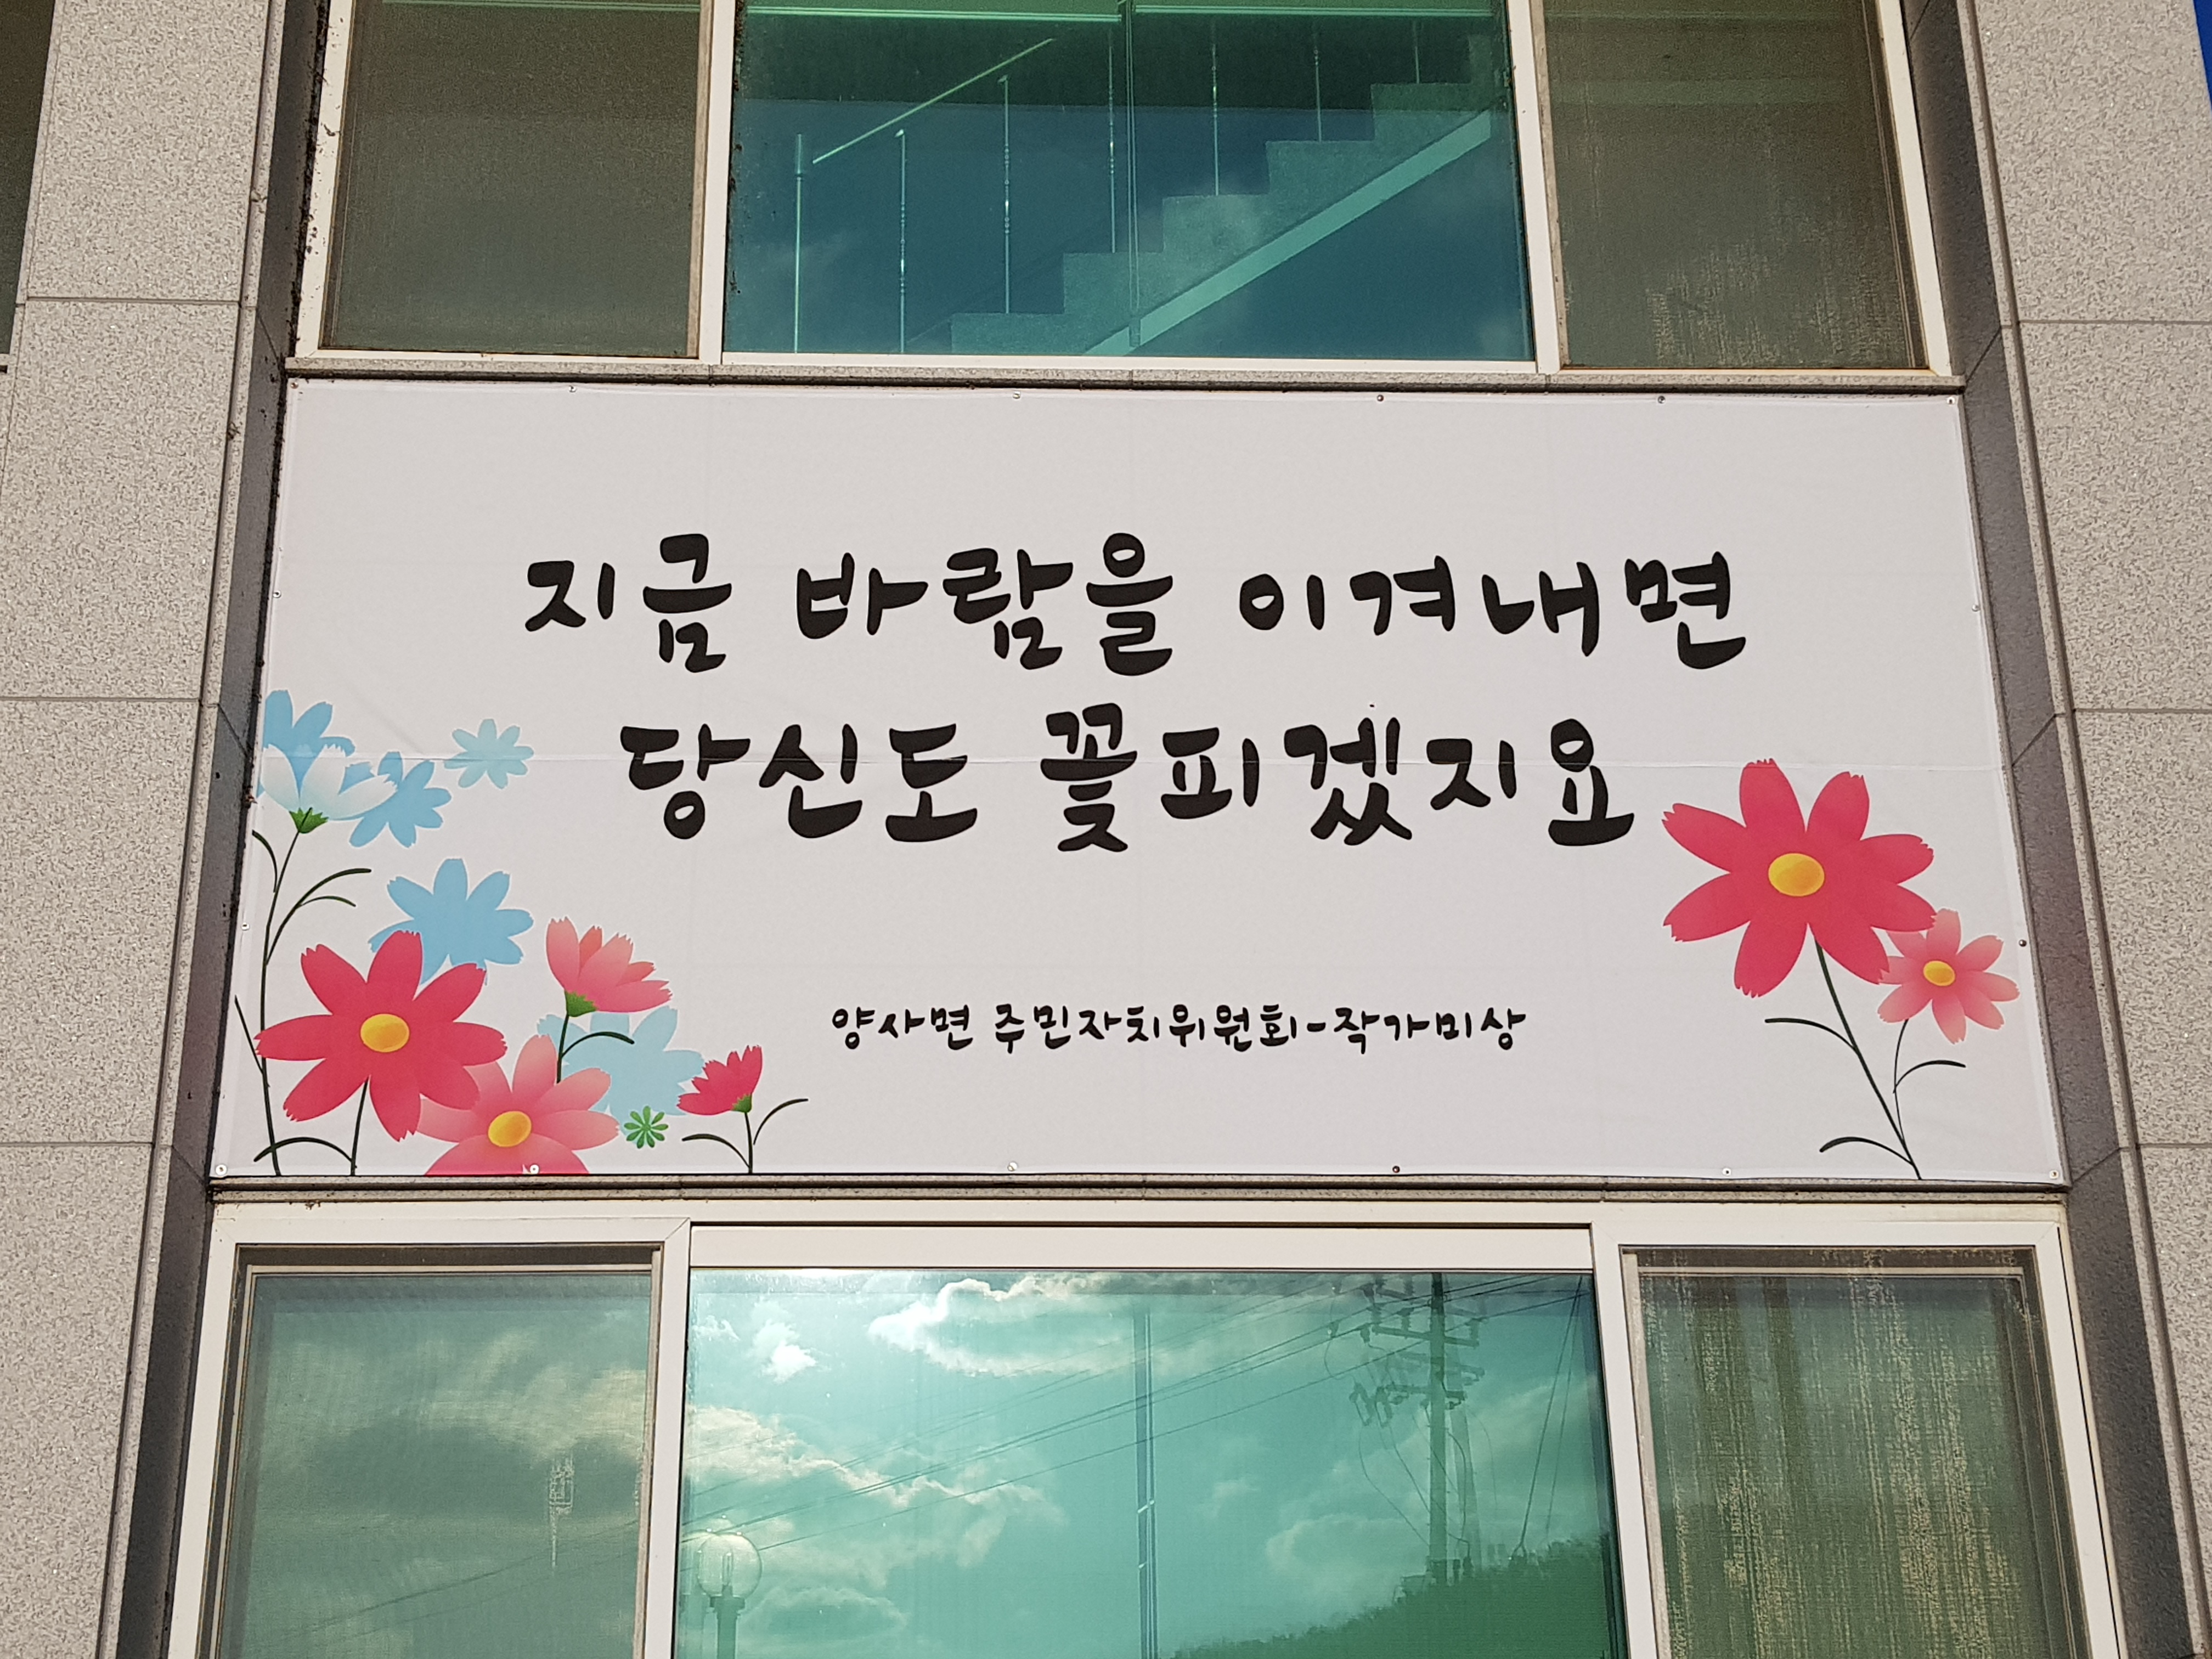 지금 바람을 이겨내면
당신도 꽃피겠지요
양사면 주민자치위원회-작가미상